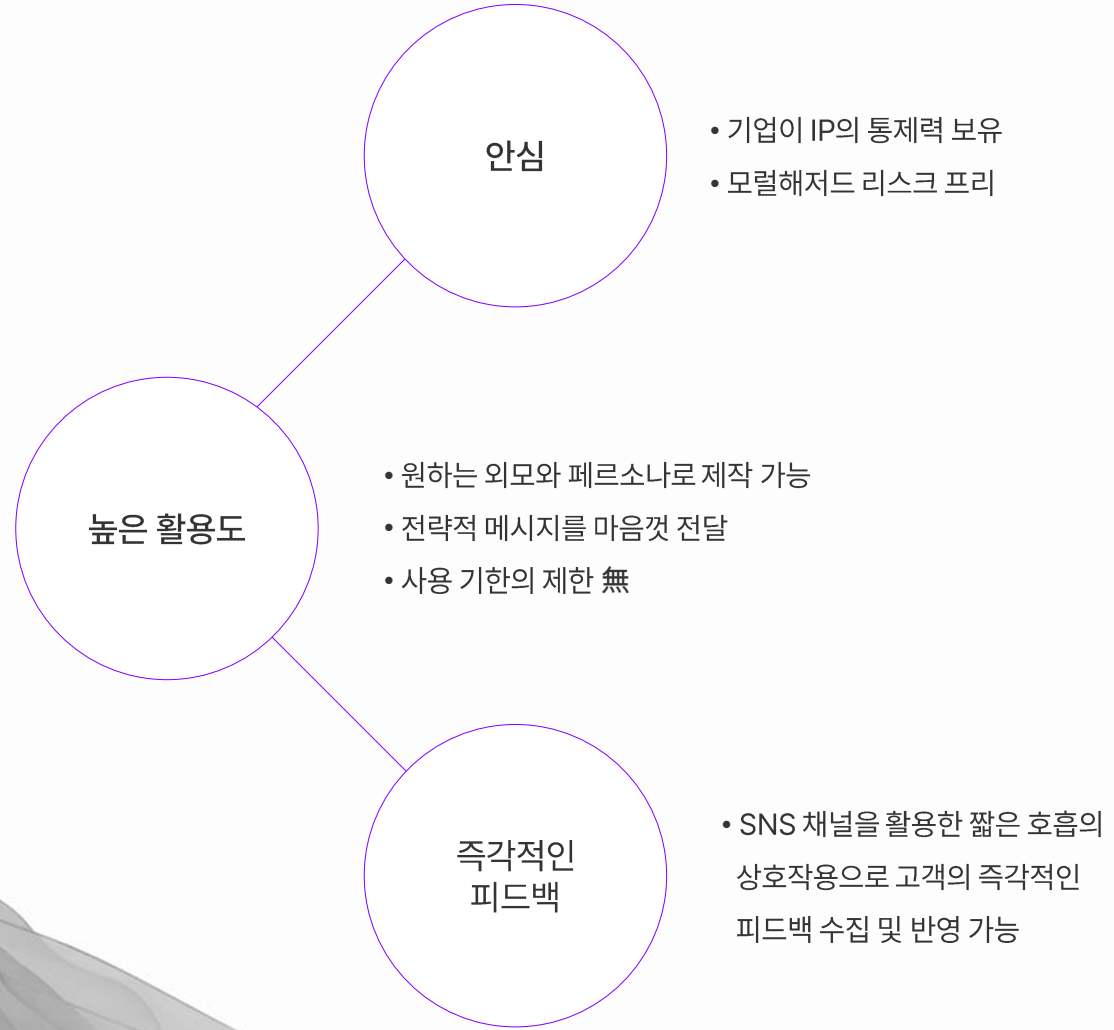 안심
• 기업이 IP의 통제력 보유
• 모럴해저드 리스크 프리
높은 활용도
• 원하는 외모와 페르소나로 제작 가능
• 전략적 메시지를 마음껏 전달
• 사용 기한의 제한 無
즉각적인
피드백
• SNS 채널을 활용한 짧은 호흡의
상호작용으로 고객의 즉각적인
피드백 수집 및 반영 가능